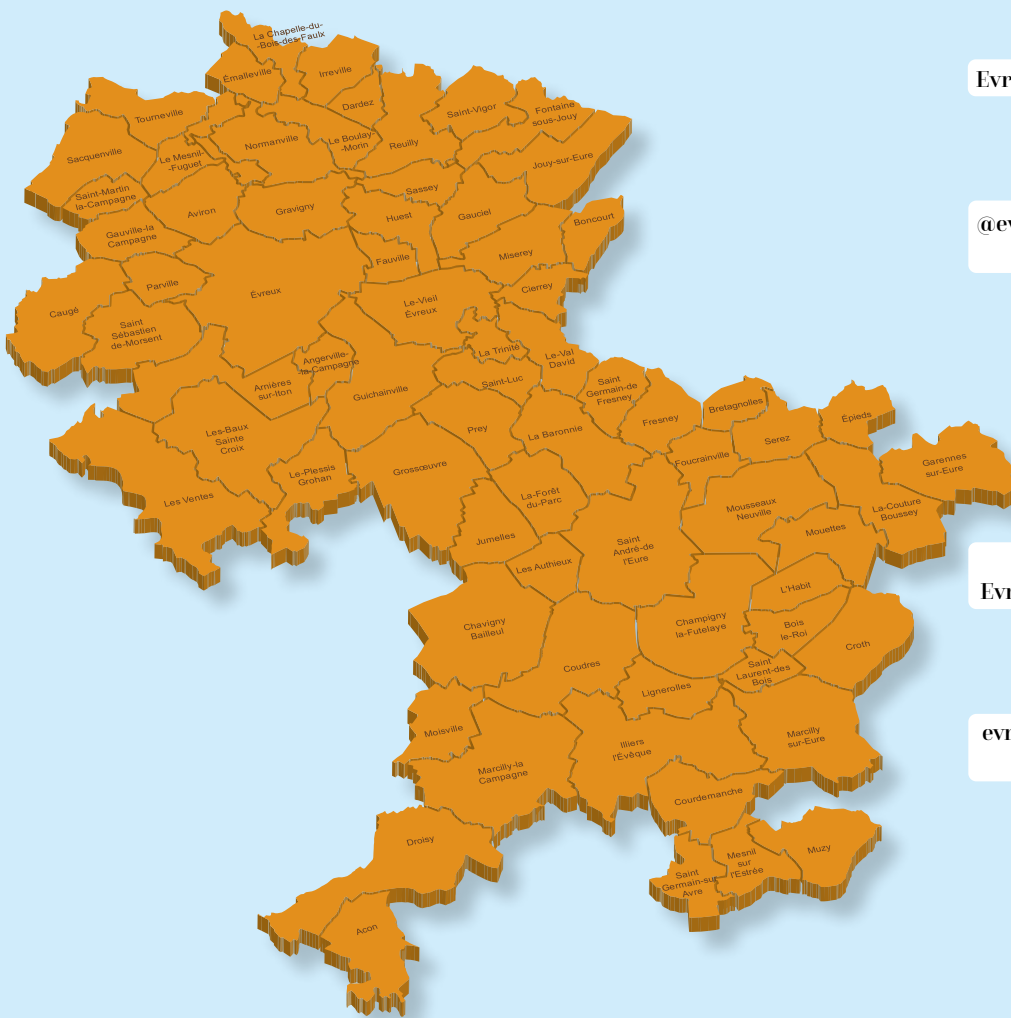 La Chapelle-du-
-Bois-des-Faulx
Émalleville
Irreville
Dardez
Tourneville
Saint-Vigor
Fontaine
sous-Jouy
Normanville
Le Boulay-
-Morin
Reuilly
Sacquenville
Le Mesnil-
-Fuguet
Jouy-sur-Eure
Saint-Martin
la-Campagne
Sassey
Aviron
Gravigny
Huest
Gauciel
Boncourt
Gauville-la
Campagne
Fauville
Miserey
Parville
Évreux
Cierrey
Caugé
Saint
Sébastien
de-Morsent
Le-Vieil
Évreux
La Trinité
Le-Val
David
Angerville-
-la-Campagne
Arnières
sur-Iton
Guichainville
Saint-Luc
Saint
Germain-de
Fresney
Fresney
Bretagnolles
Épieds
Les-Baux
Sainte
Croix
Prey
La Baronnie
Serez
Foucrainville
Garennes
sur-Eure
Le-Plessis
Grohan
Grossœuvre
Les Ventes
La-Forêt
du-Parc
Mousseaux
Neuville
La-Couture
Boussey
Mouettes
Jumelles
Saint
André-de
l'Eure
Les Authieux
L'Habit
Chavigny
Bailleul
Champigny
la-Futelaye
Bois
le-Roi
Croth
Coudres
Saint
Laurent-des
Bois
Lignerolles
Moisville
Illiers
l'Évêque
Marcilly
sur-Eure
Marcilly-la
Campagne
Courdemanche
Droisy
Mesnil
sur
l'Estrée
Muzy
Saint
Germain-sur
Avre
Acon
Evr
@ev
Evr
evr